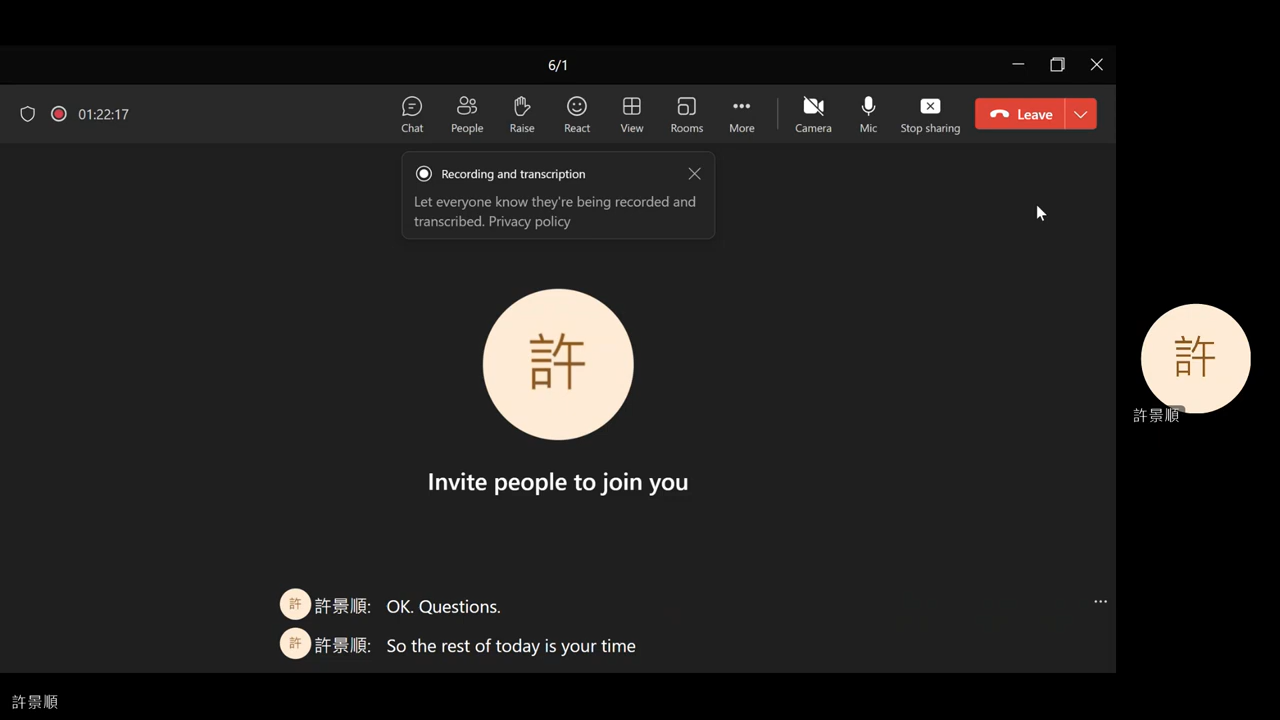 6/1
01:22:17
Chat
People
Raise
React
View
Rooms
More
Camera
Mic
Stop sharing
Leave
Recording and transcription
Let everyone know they're being recorded and
transcribed. Privacy policy
許
許
許景順
Invite people to join you
許 許景順: OK. Questions.
許 許景順: So the rest of today is your time
許景順